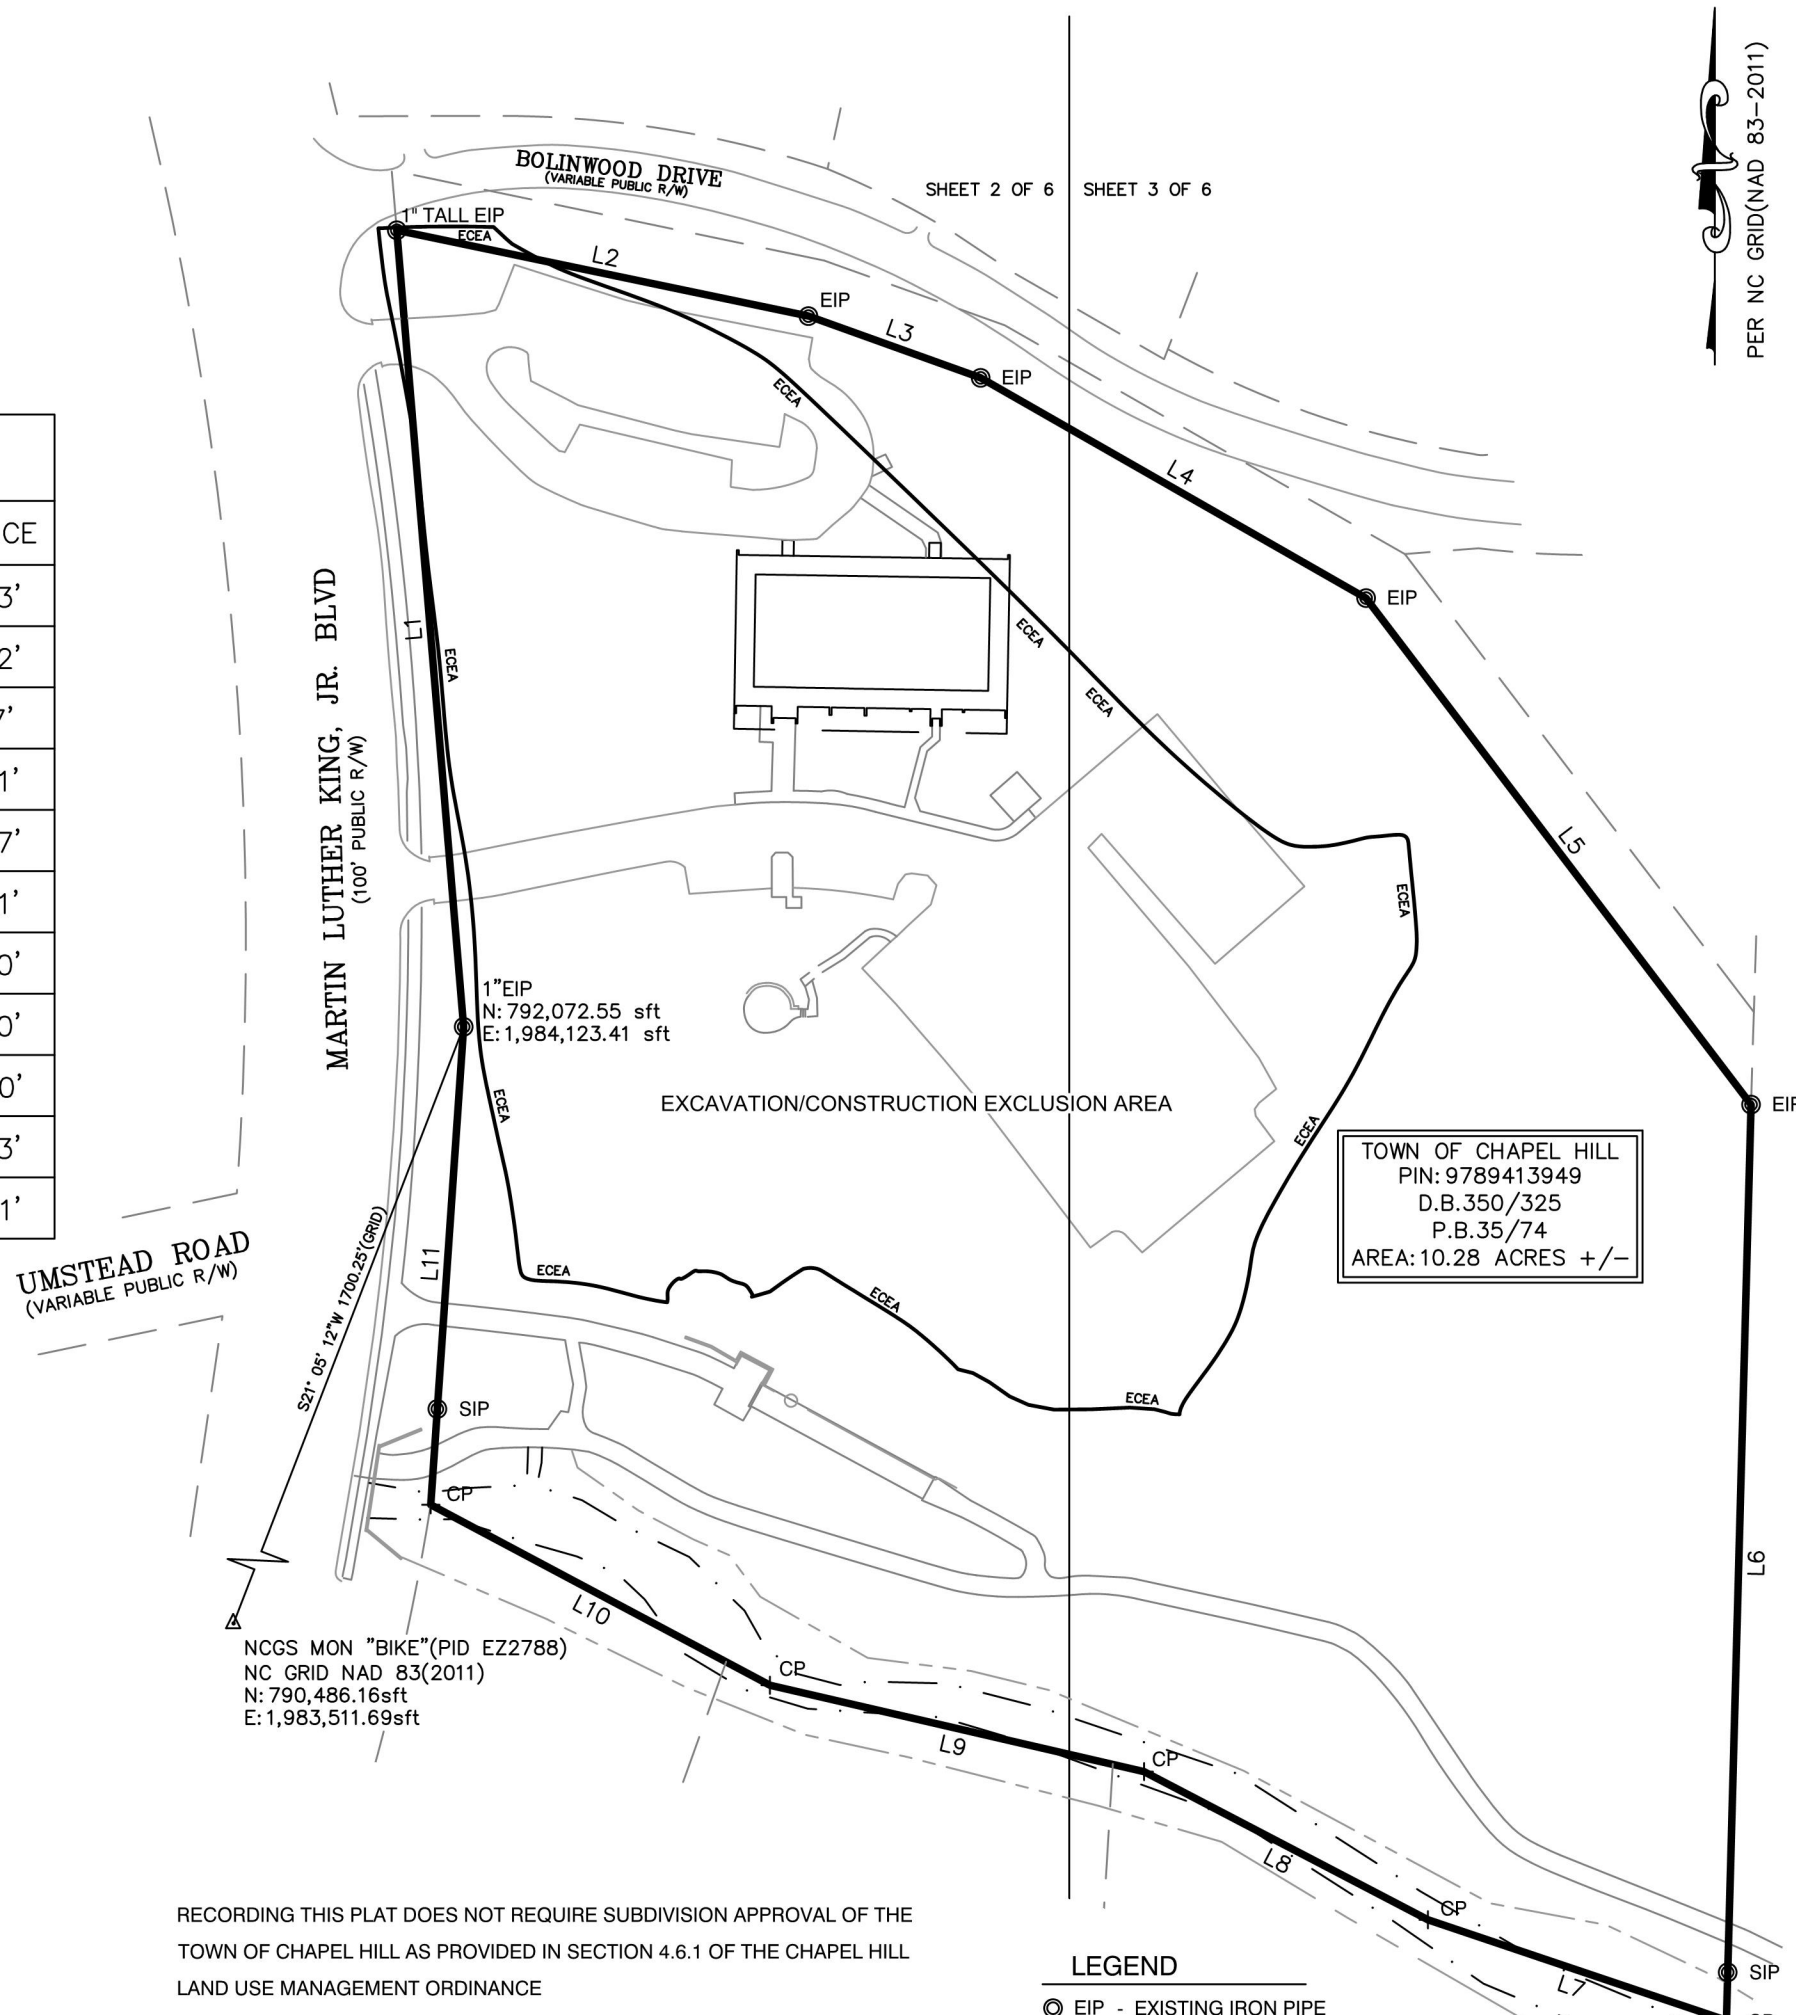 PER NC GRID(NAD 83-2011)
BOLINWOOD DRIVE
(VARIABLE PUBLIC R/W)
SHEET 2 OF 6
SHEET 3 OF 6
1" TALL EIP
ECEA
L2
EIP
L3
EIP
ECEA
L4
EIP
CE
3'
2'
7'
1'
7'
1'
0'
0'
0'
3'
1'
MARTIN LUTHER KING, JR. BLVD
(100' PUBLIC R/W)
L1
ECEA
ECEA
ECEA
L5
ECEA
1"EIP
N: 792,072.55 sft
E: 1,984,123.41 sft
ECEA
EXCAVATION/CONSTRUCTION EXCLUSION AREA
EIP
ECEA
TOWN OF CHAPEL HILL
PIN: 9789413949
D.B.350/325
P.B.35/74
AREA: 10.28 ACRES +/-
UMSTEAD ROAD
(VARIABLE PUBLIC R/W)
S21° 05' 12"W 1700.25'(GRID)
L11
ECEA
ECEA
ECEA
SIP
CP
L6
L10
NCGS MON "BIKE"(PID EZ2788)
NC GRID NAD 83(2011)
N: 790,486.16sft
E: 1,983,511.69sft
CP
L9
CP
L8
CP
L7
SIP
RECORDING THIS PLAT DOES NOT REQUIRE SUBDIVISION APPROVAL OF THE
TOWN OF CHAPEL HILL AS PROVIDED IN SECTION 4.6.1 OF THE CHAPEL HILL
LAND USE MANAGEMENT ORDINANCE
LEGEND
EIP - EXISTING IRON PIPE